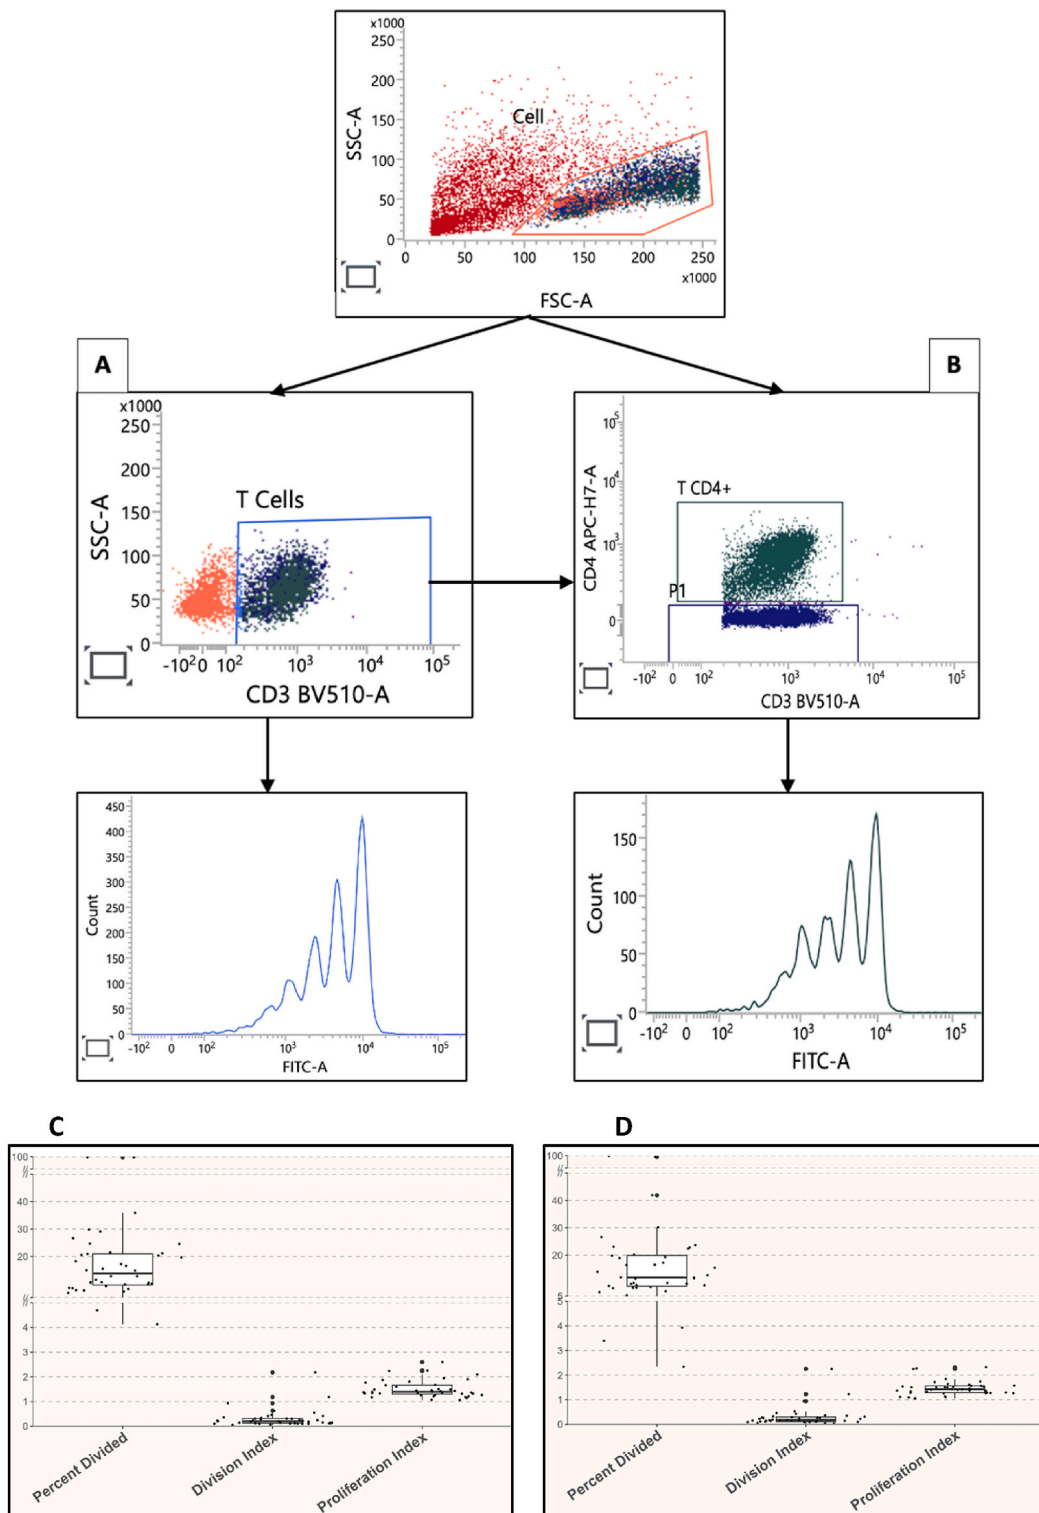 x1000
250
200
150
100
50
0
SSC-A
Cell
0 50 100 150 200 250
x1000
FSC-A
A
B
x1000
250
200
150
100
50
0
SSC-A
T Cells
-10² 0 10² 10³ 10⁴ 10⁵
CD3 BV510-A
10⁵
10⁴
10³
0
CD4 APC-H7-A
T CD4+
P1
-10² 0 10² 10³ 10⁴ 10⁵
CD3 BV510-A
450
400
350
300
250
200
150
100
50
0
Count
-10² 0 10² 10³ 10⁴ 10⁵
FITC-A
150
100
50
0
Count
-10² 0 10² 10³ 10⁴ 10⁵
FITC-A
C
100
40
30
20
4
3
2
1
0
Percent Divided
Division Index
Proliferation Index
D
100
40
30
20
5
5
4
3
2
1
0
Percent Divided
Division Index
Proliferation Index